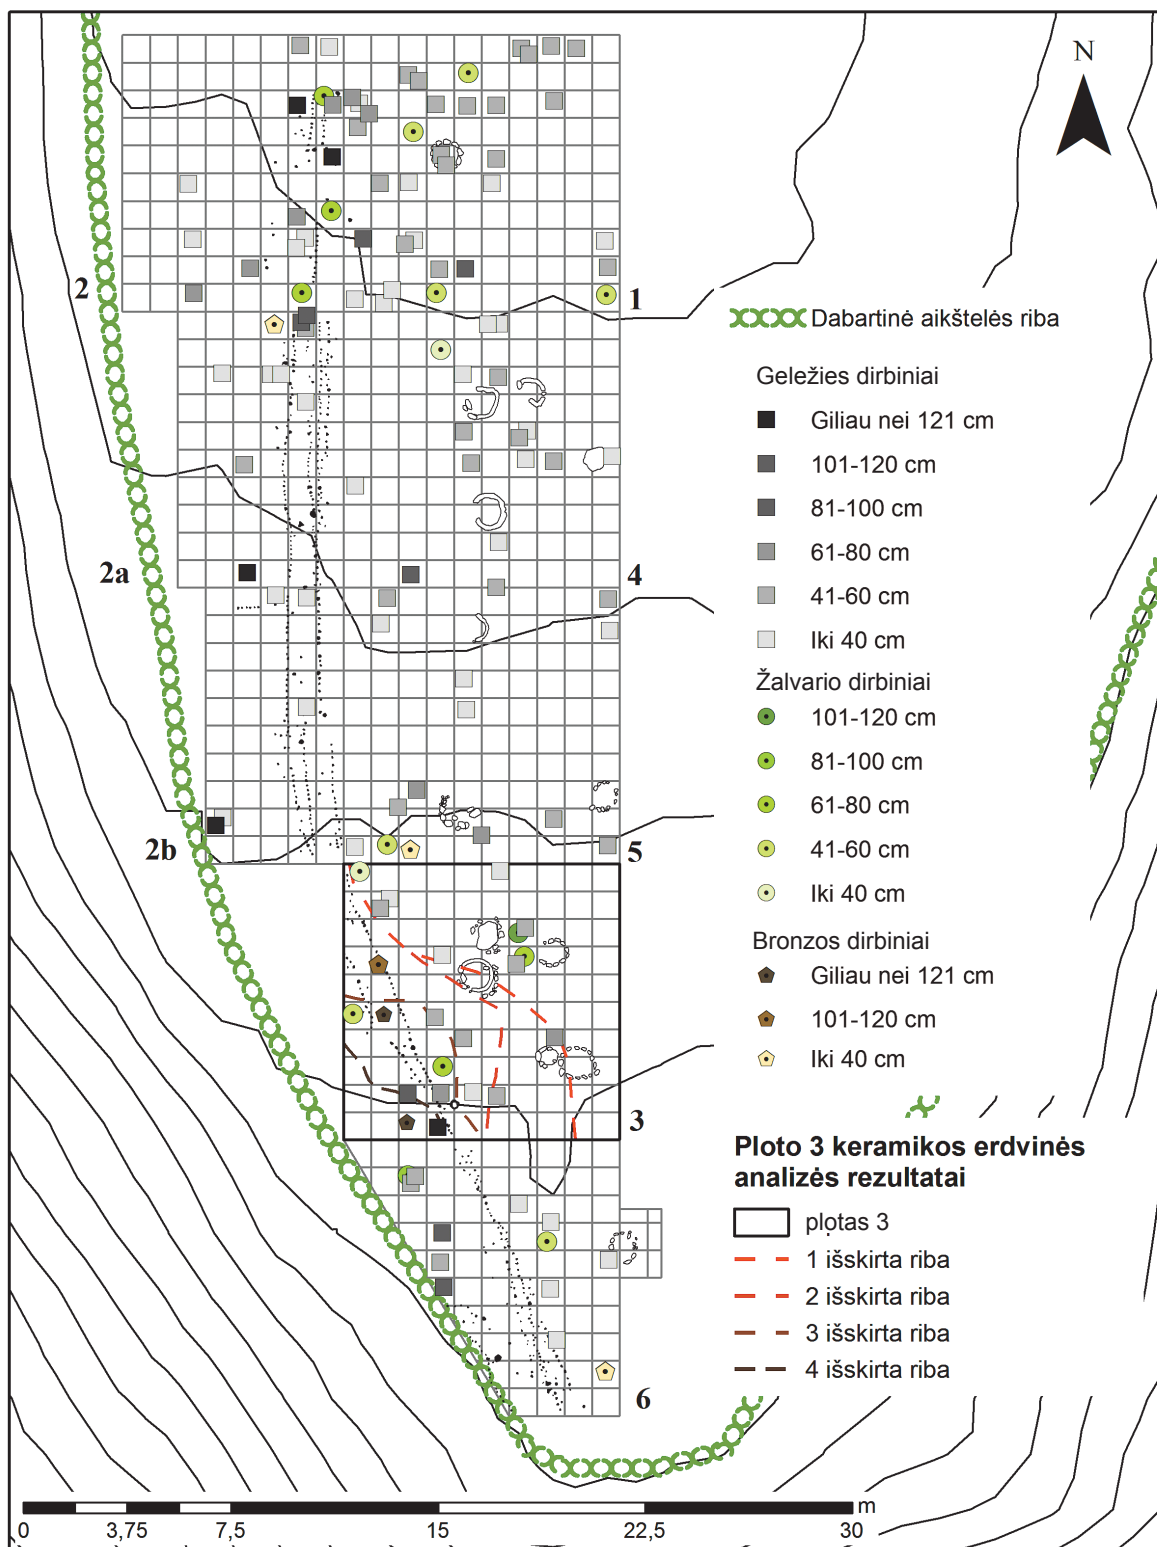 N
2
1
2a
4
2b
5
3
6
Dabartinė aikštelės riba
Geležies dirbiniai
Giliau nei 121 cm
101-120 cm
81-100 cm
61-80 cm
41-60 cm
Iki 40 cm
Žalvario dirbiniai
101-120 cm
81-100 cm
61-80 cm
41-60 cm
Iki 40 cm
Bronzos dirbiniai
Giliau nei 121 cm
101-120 cm
Iki 40 cm
Ploto 3 keramikos erdvinės
analizės rezultatai
plotas 3
1 išskirta riba
2 išskirta riba
3 išskirta riba
4 išskirta riba
m
0 3,75 7,5 15 22,5 30